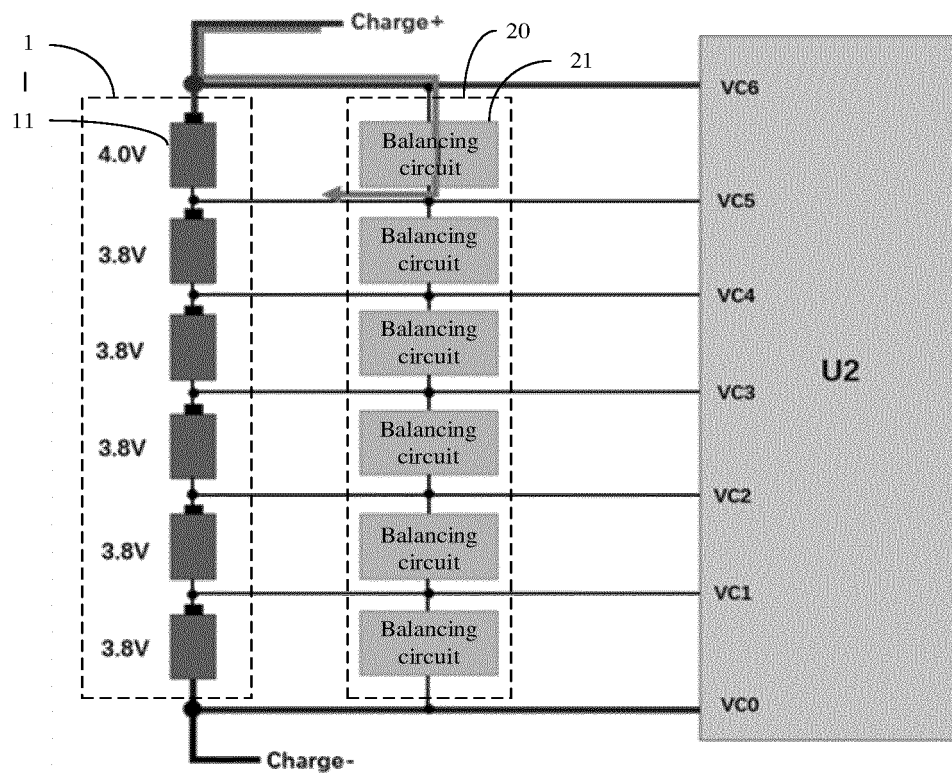 Charge+
1
20
21
VC6
11
4.0V
Balancing
circuit
VC5
3.8V
Balancing
circuit
VC4
3.8V
Balancing
circuit
U2
VC3
3.8V
Balancing
circuit
VC2
3.8V
Balancing
circuit
VC1
3.8V
Balancing
circuit
VC0
Charge-